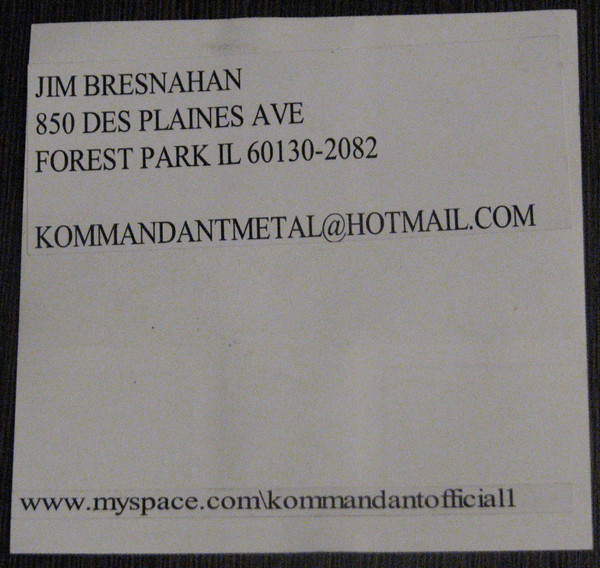 JIM BRESNAHAN
850 DES PLAINES AVE
FOREST PARK IL 60130-2082
KOMMANDANTMETAL@HOTMAIL.COM
www.myspace.com\kommandantofficial1